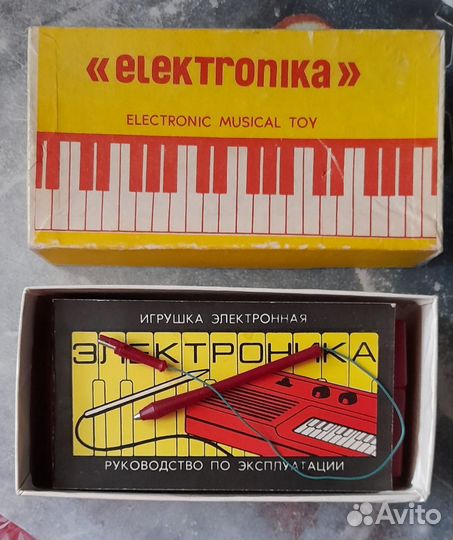 «elektronika»
ELECTRONIC MUSICAL TOY
ИГРУШКА ЭЛЕКТРОННАЯ
ЭЛЕКТРОНИКА
РУКОВОДСТВО ПО ЭКСПЛУАТАЦИИ
Avito